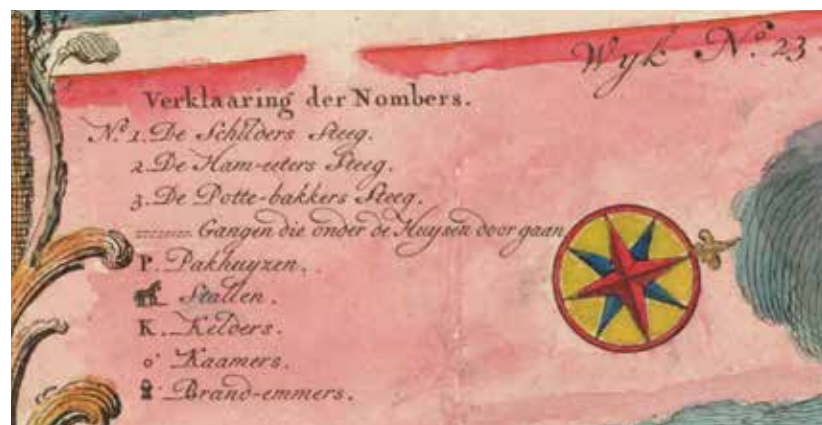 Wyk N.º 23.
Verklaaring der Nombers.
N.º 1. De Schilders Steeg.
2. De Ham-eeters Steeg.
3. De Potte-bakkers Steeg.
Gangen die onder de Huysen door gaan
P. Pakhuyzen.
Stallen.
K. Kelders.
o Kaamers.
Brand-emmers.